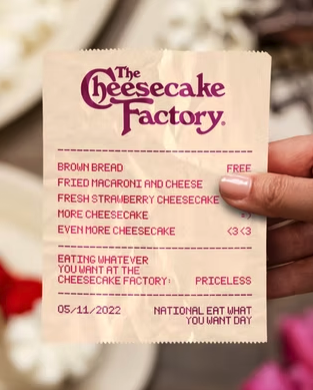 The
Cheesecake
Factory®
BROWN BREAD FREE
FRIED MACARONI AND CHEESE
FRESH STRAWBERRY CHEESECAKE
MORE CHEESECAKE
EVEN MORE CHEESECAKE <3<3
EATING WHATEVER
YOU WANT AT THE
CHEESECAKE FACTORY: PRICELESS
05/11/2022 NATIONAL EAT WHAT
YOU WANT DAY